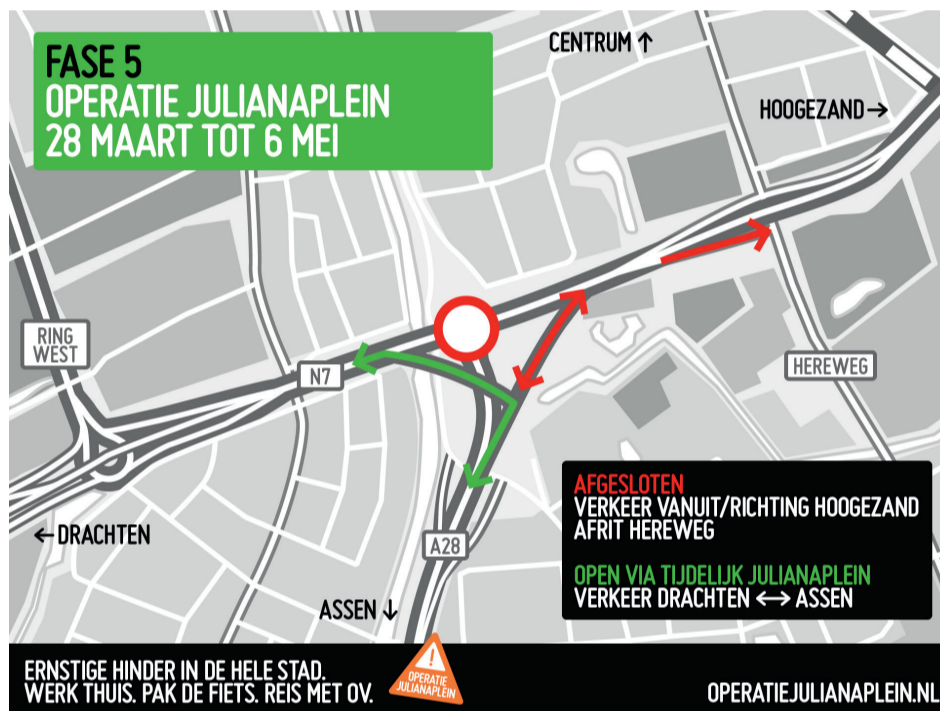 FASE 5
OPERATIE JULIANAPLEIN
28 MAART TOT 6 MEI
CENTRUM ↑
HOOGEZAND →
RING
WEST
N7
HEREWEG
← DRACHTEN
A28
ASSEN ↓
AFGESLOTEN
VERKEER VANUIT/RICHTING HOOGEZAND
AFRIT HEREWEG
OPEN VIA TIJDELIJK JULIANAPLEIN
VERKEER DRACHTEN ↔ ASSEN
ERNSTIGE HINDER IN DE HELE STAD.
WERK THUIS. PAK DE FIETS. REIS MET OV.
!
OPERATIE
JULIANAPLEIN
OPERATIEJULIANAPLEIN.NL